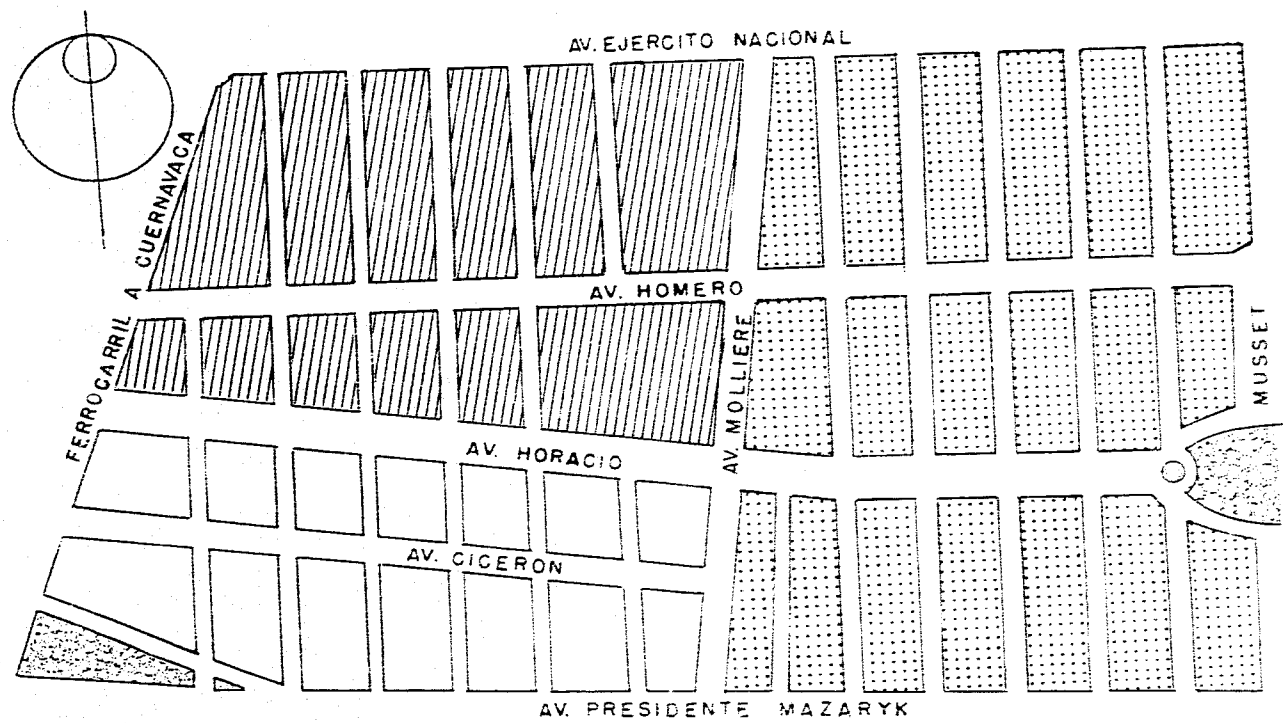 AV. EJERCITO NACIONAL
FERROCARRIL A CUERNAVACA
AV. HOMERO
AV. MOLLIERE
MUSSET
AV. HORACIO
AV. CICERON
AV. PRESIDENTE MAZARYK